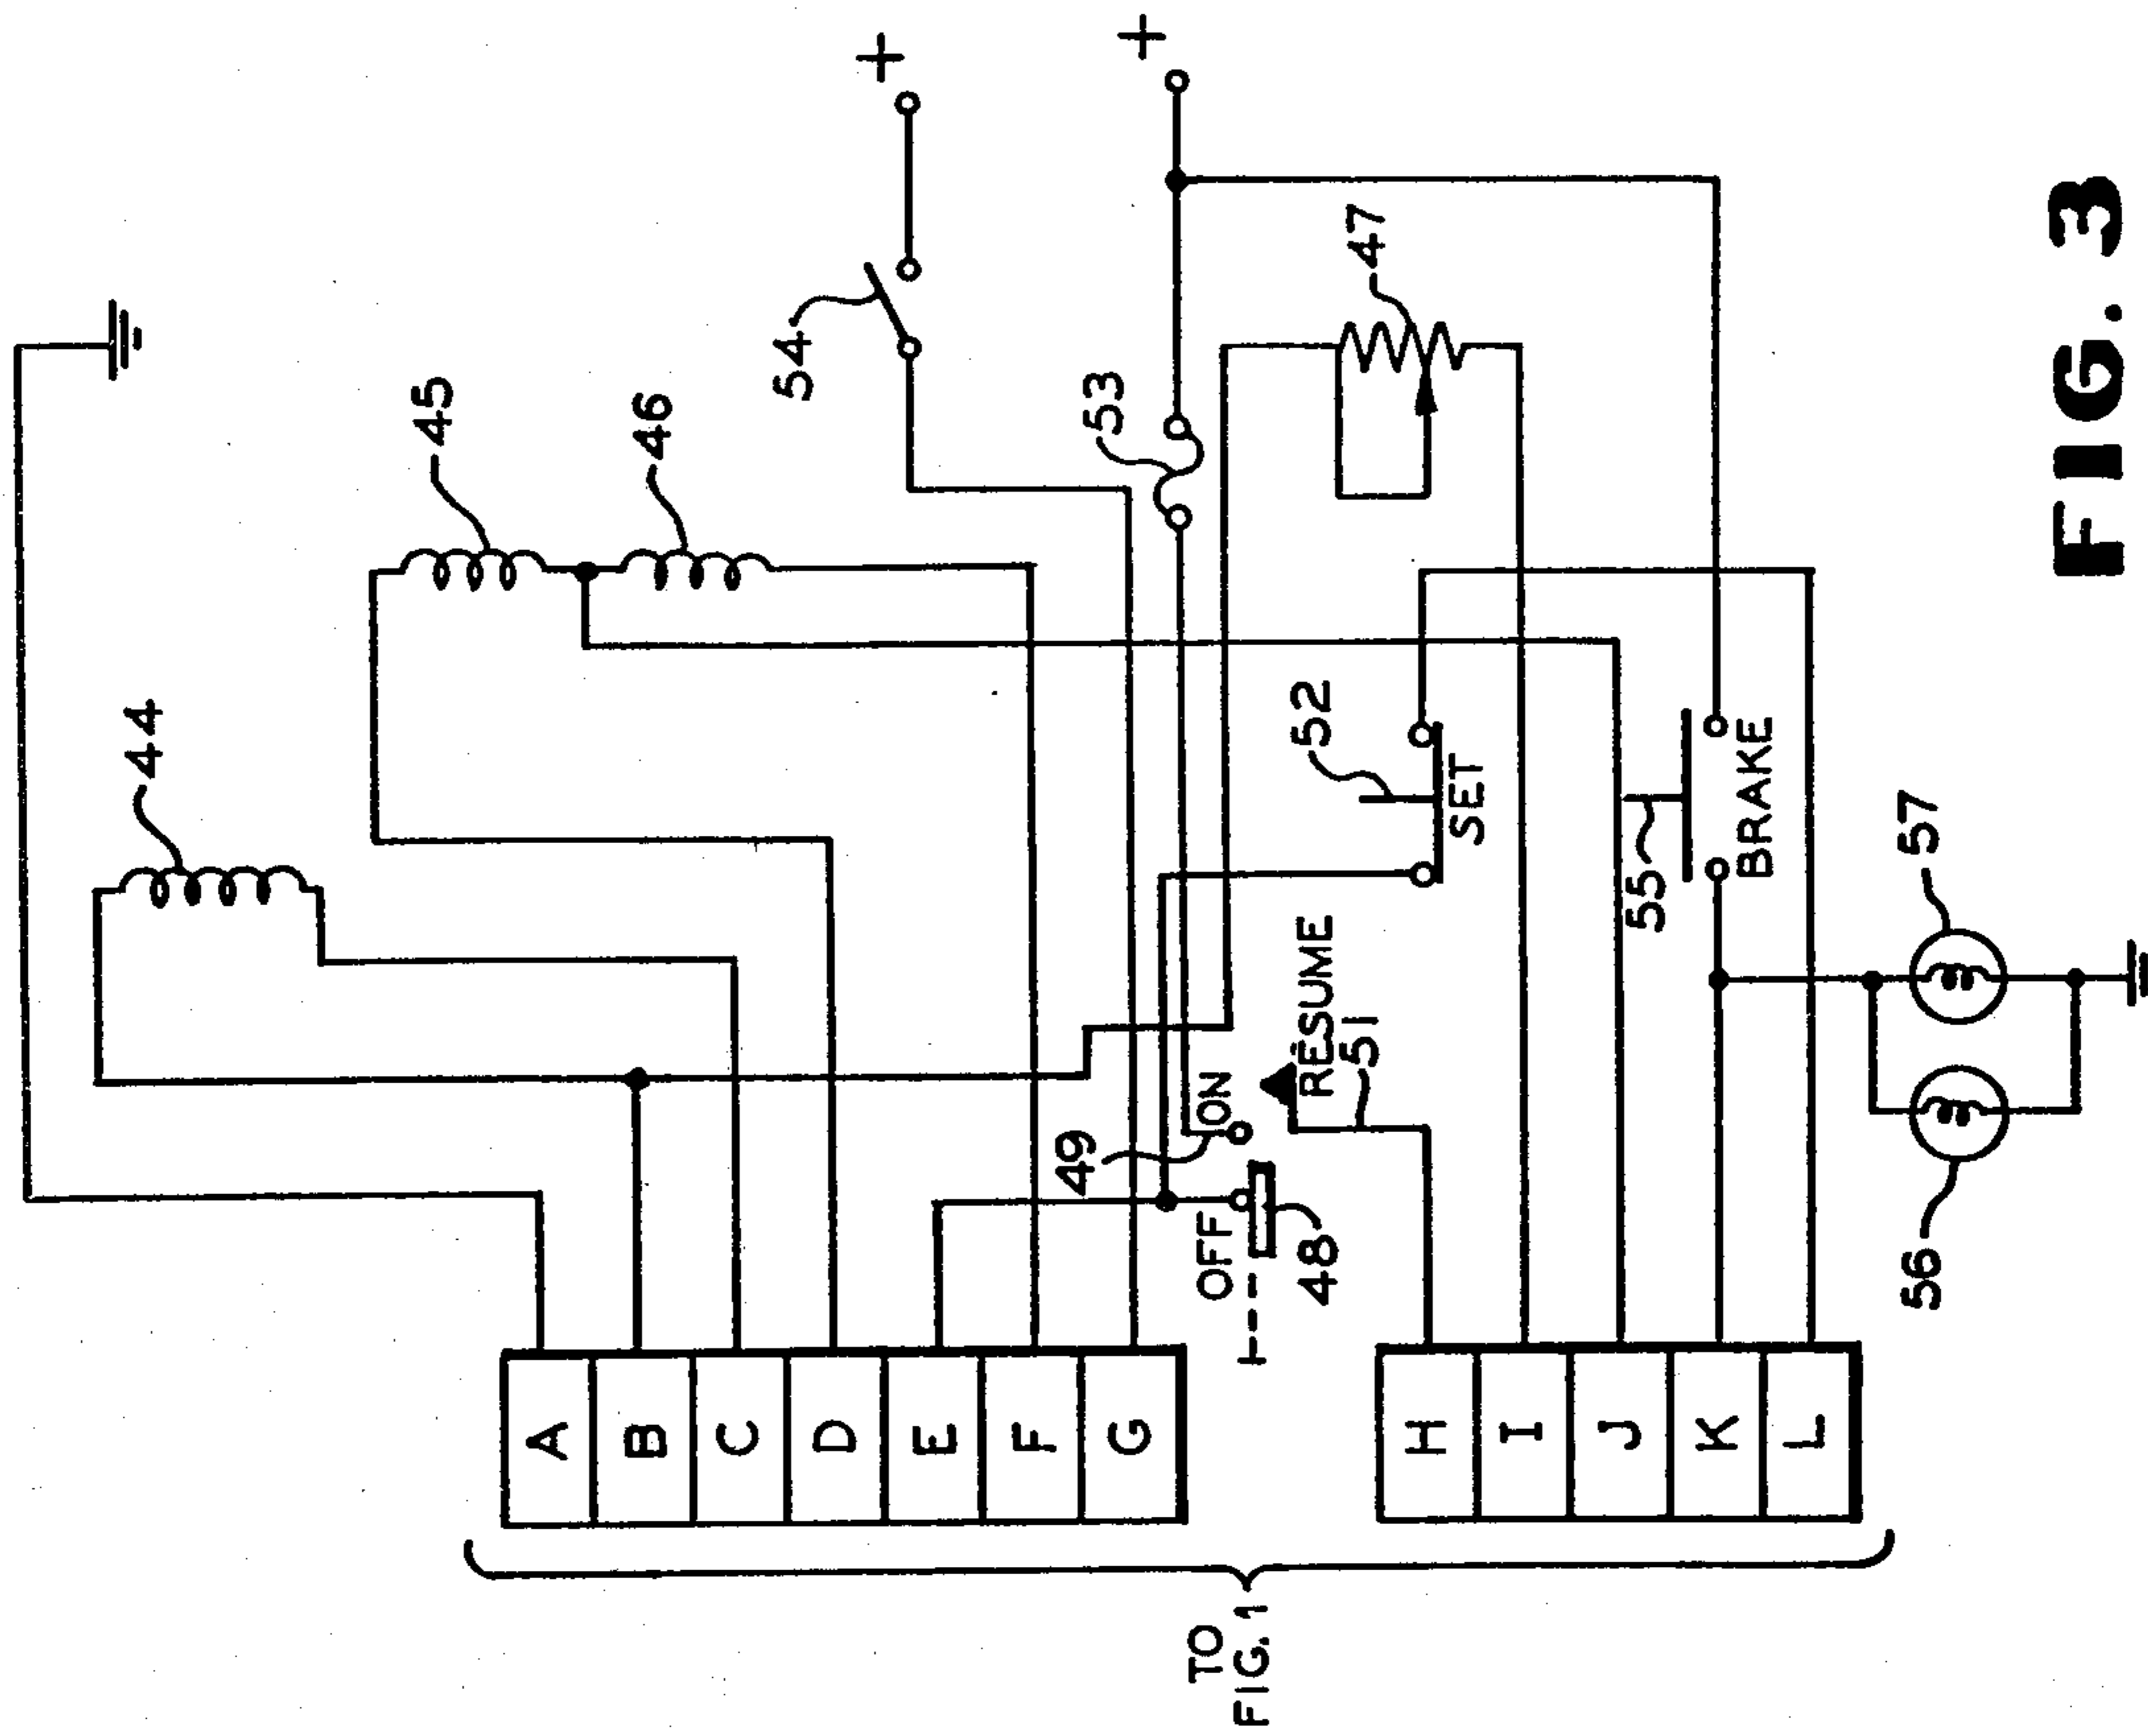 44
45
46
54
+
+
53
47
52
SET
RESUME
51
49
ON
OFF
48
55
BRAKE
57
56
A
B
C
D
E
F
G
H
I
J
K
L
TO
FIG. 1
FIG. 3